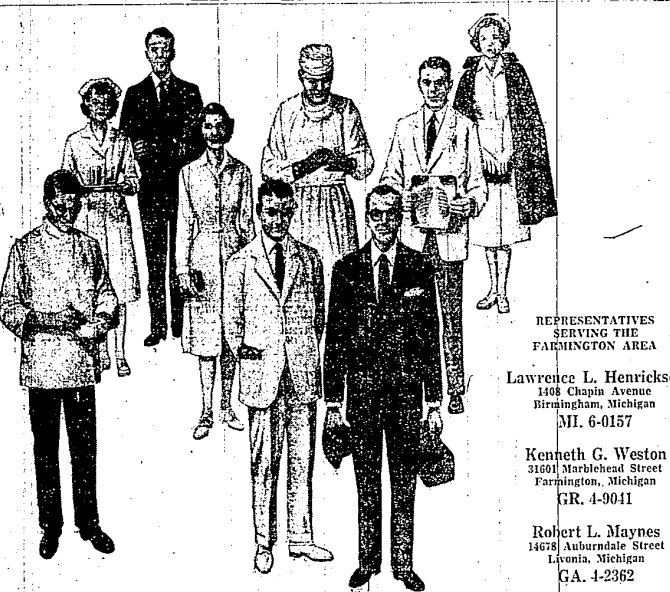 REPRESENTATIVES
SERVING THE
FARMINGTON AREA
Lawrence L. Henricks
1408 Chapin Avenue
Birmingham, Michigan
MI. 6-0157
Kenneth G. Weston
31601 Marblehead Street
Farmington, Michigan
GR. 4-9041
Robert L. Maynes
14678 Auburndale Street
Livonia, Michigan
GA. 4-2362